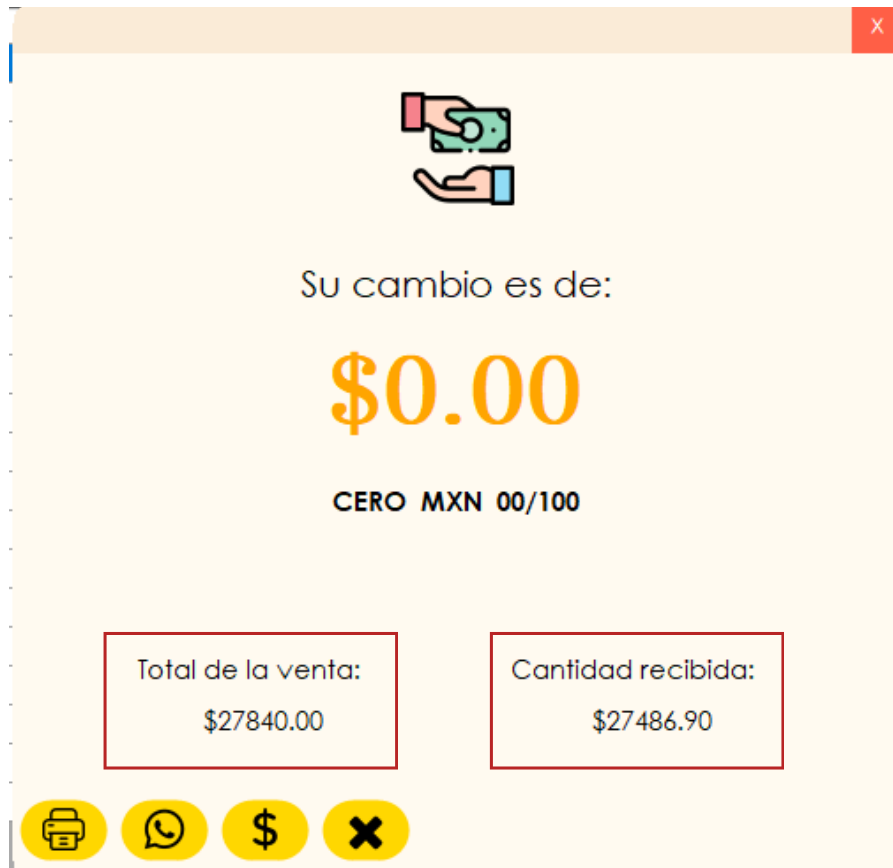 X
Su cambio es de:
$0.00
CERO MXN 00/100
Total de la venta:
$27840.00
Cantidad recibida:
$27486.90
$